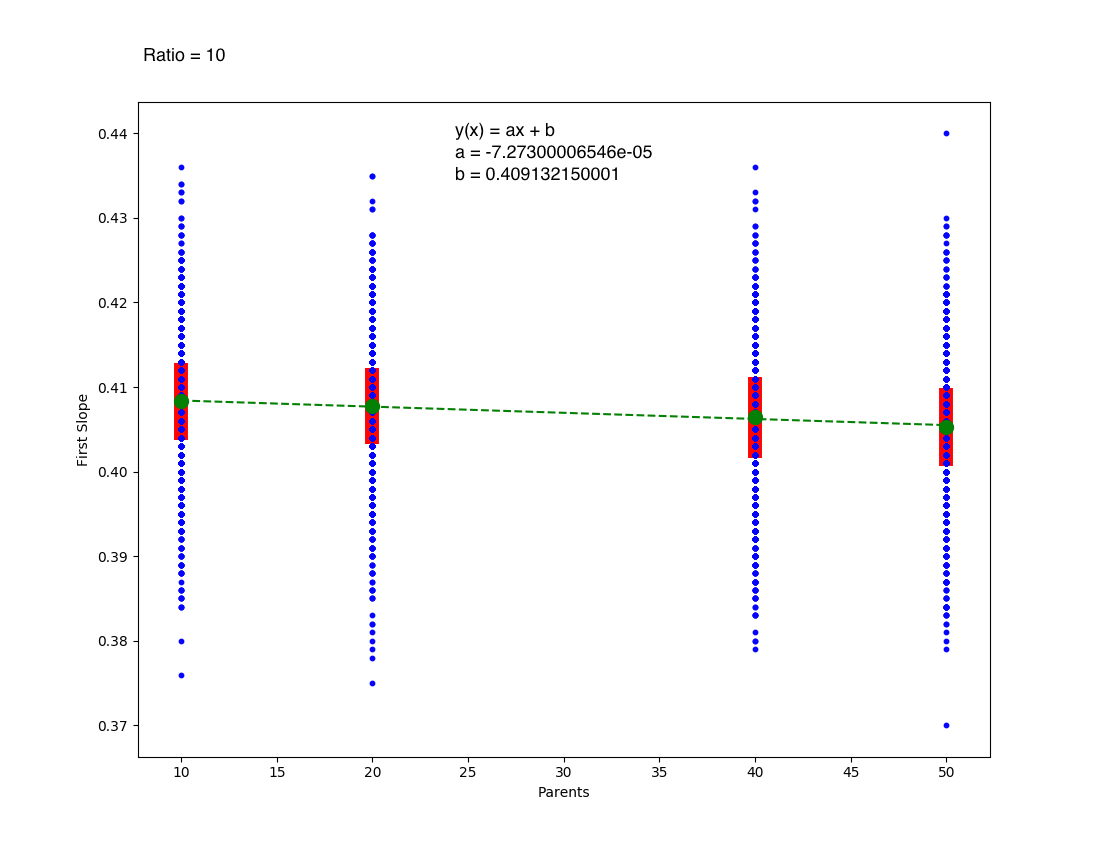 Ratio = 10
y(x) = ax + b
a = -7.27300006546e-05
b = 0.409132150001
0.44
0.43
0.42
0.41
0.40
0.39
0.38
0.37
First Slope
10 15 20 25 30 35 40 45 50
Parents